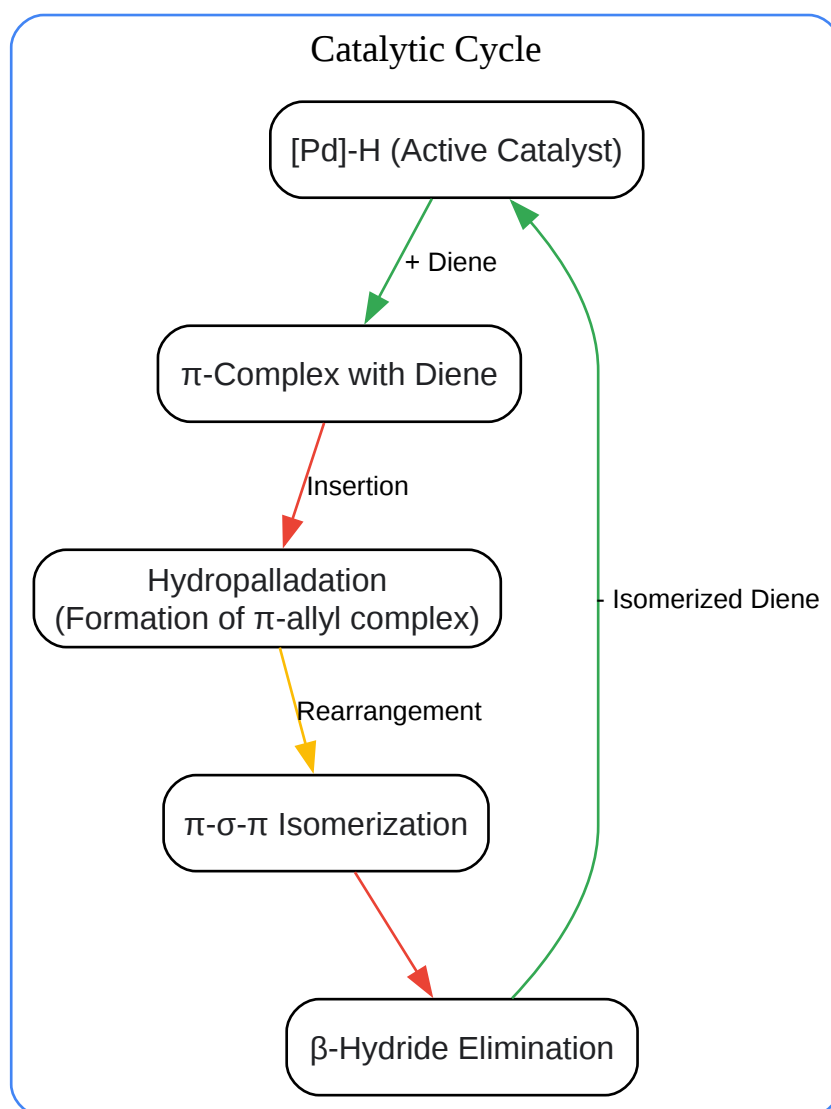 Catalytic Cycle
[Pd]-H (Active Catalyst)
+ Diene
π-Complex with Diene
Insertion
Hydropalladation
(Formation of π-allyl complex)
- Isomerized Diene
Rearrangement
π-σ-π Isomerization
β-Hydride Elimination